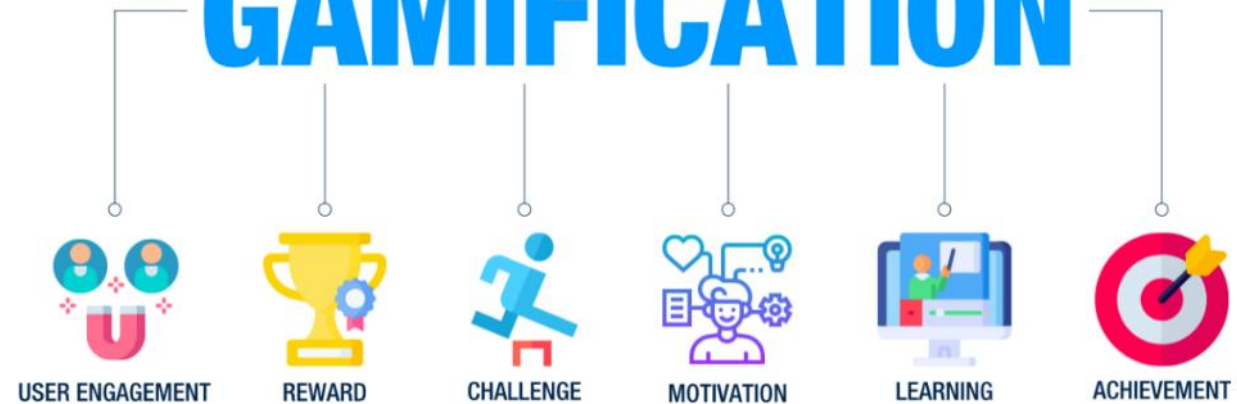 GAMIFICATION
USER ENGAGEMENT
REWARD
CHALLENGE
MOTIVATION
LEARNING
ACHIEVEMENT